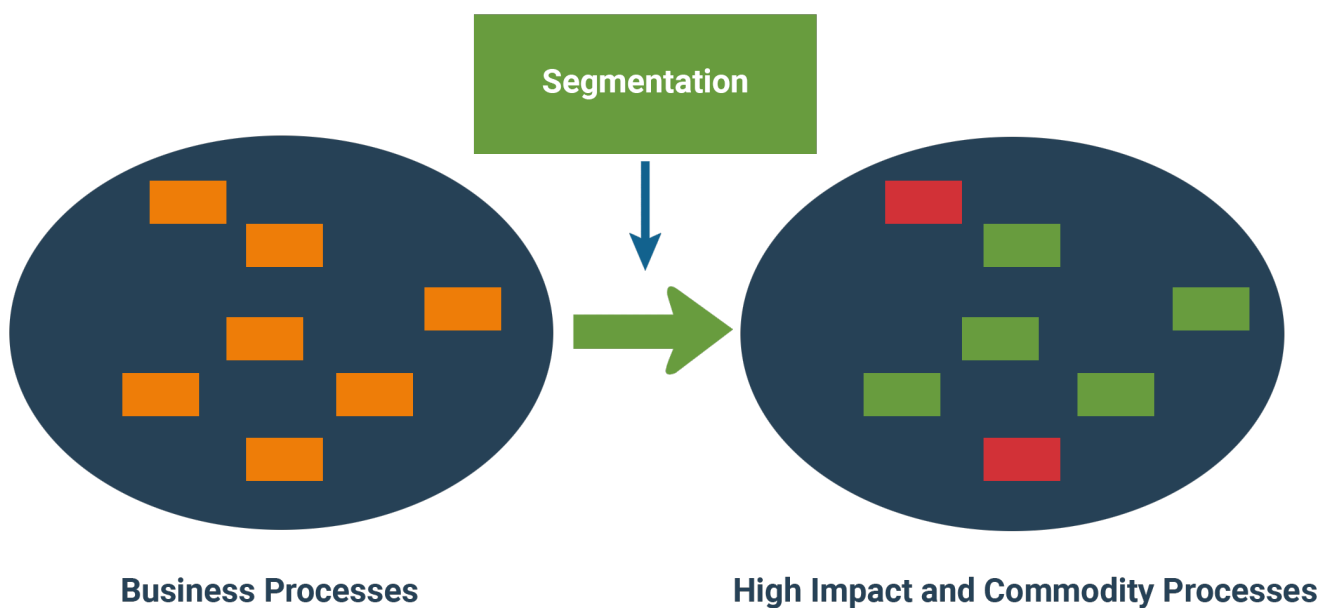 Segmentation
Business Processes
High Impact and Commodity Processes